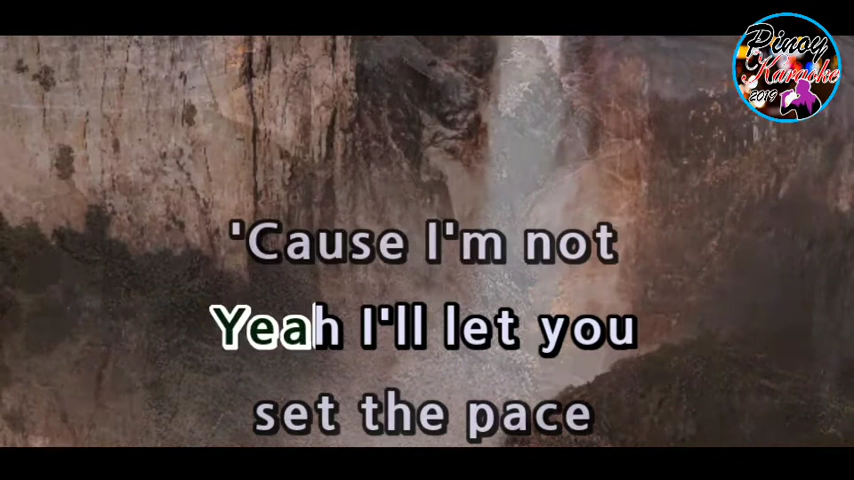 Pinoy
Karaoke
2019
'Cause I'm not
Yeah I'll let you
set the pace